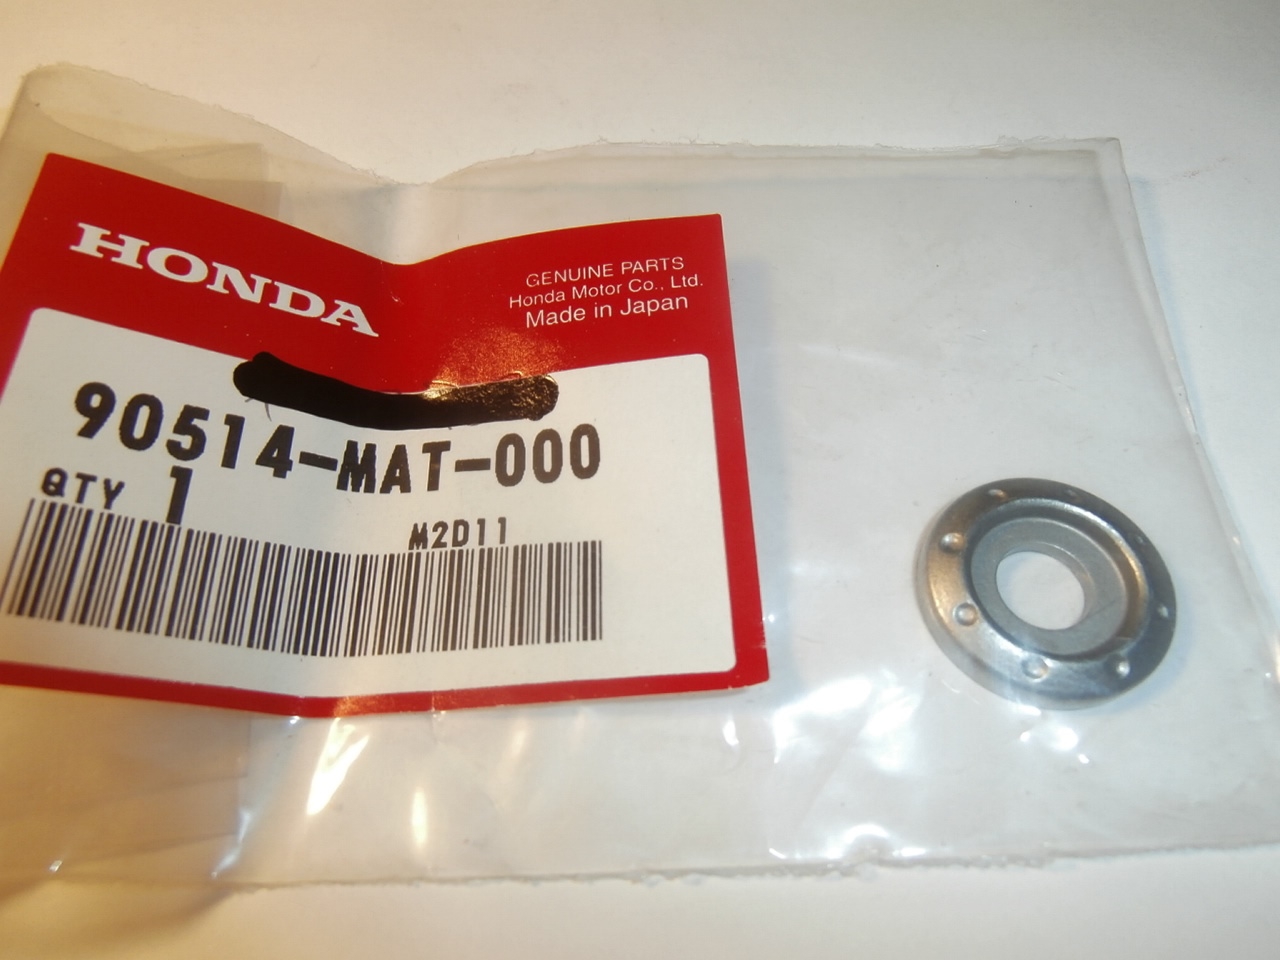 HONDA
GENUINE PARTS
Honda Motor Co., Ltd.
Made in Japan
90514-MAT-000
QTY 1
M2D11